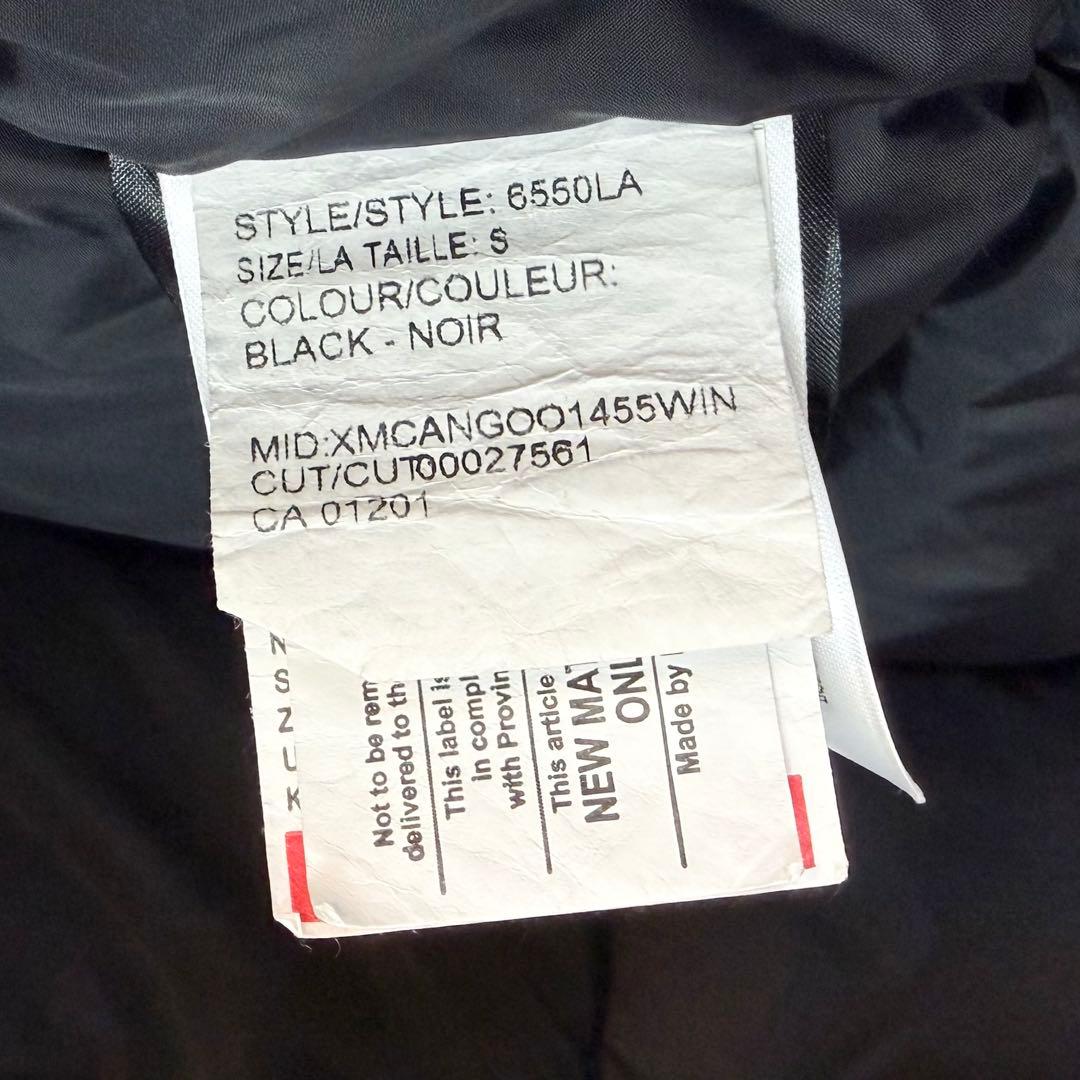 STYLE/STYLE: 6550LA
SIZE/LA TAILLE: S
COLOUR/COULEUR:
BLACK - NOIR
MID:XMCANGOO1455WIN
CUT/CUT00027561
CA 01201
Not to be rem
delivered to th
This label is
in compl
with Provin
This article
NEW MAT
ONL
Made by